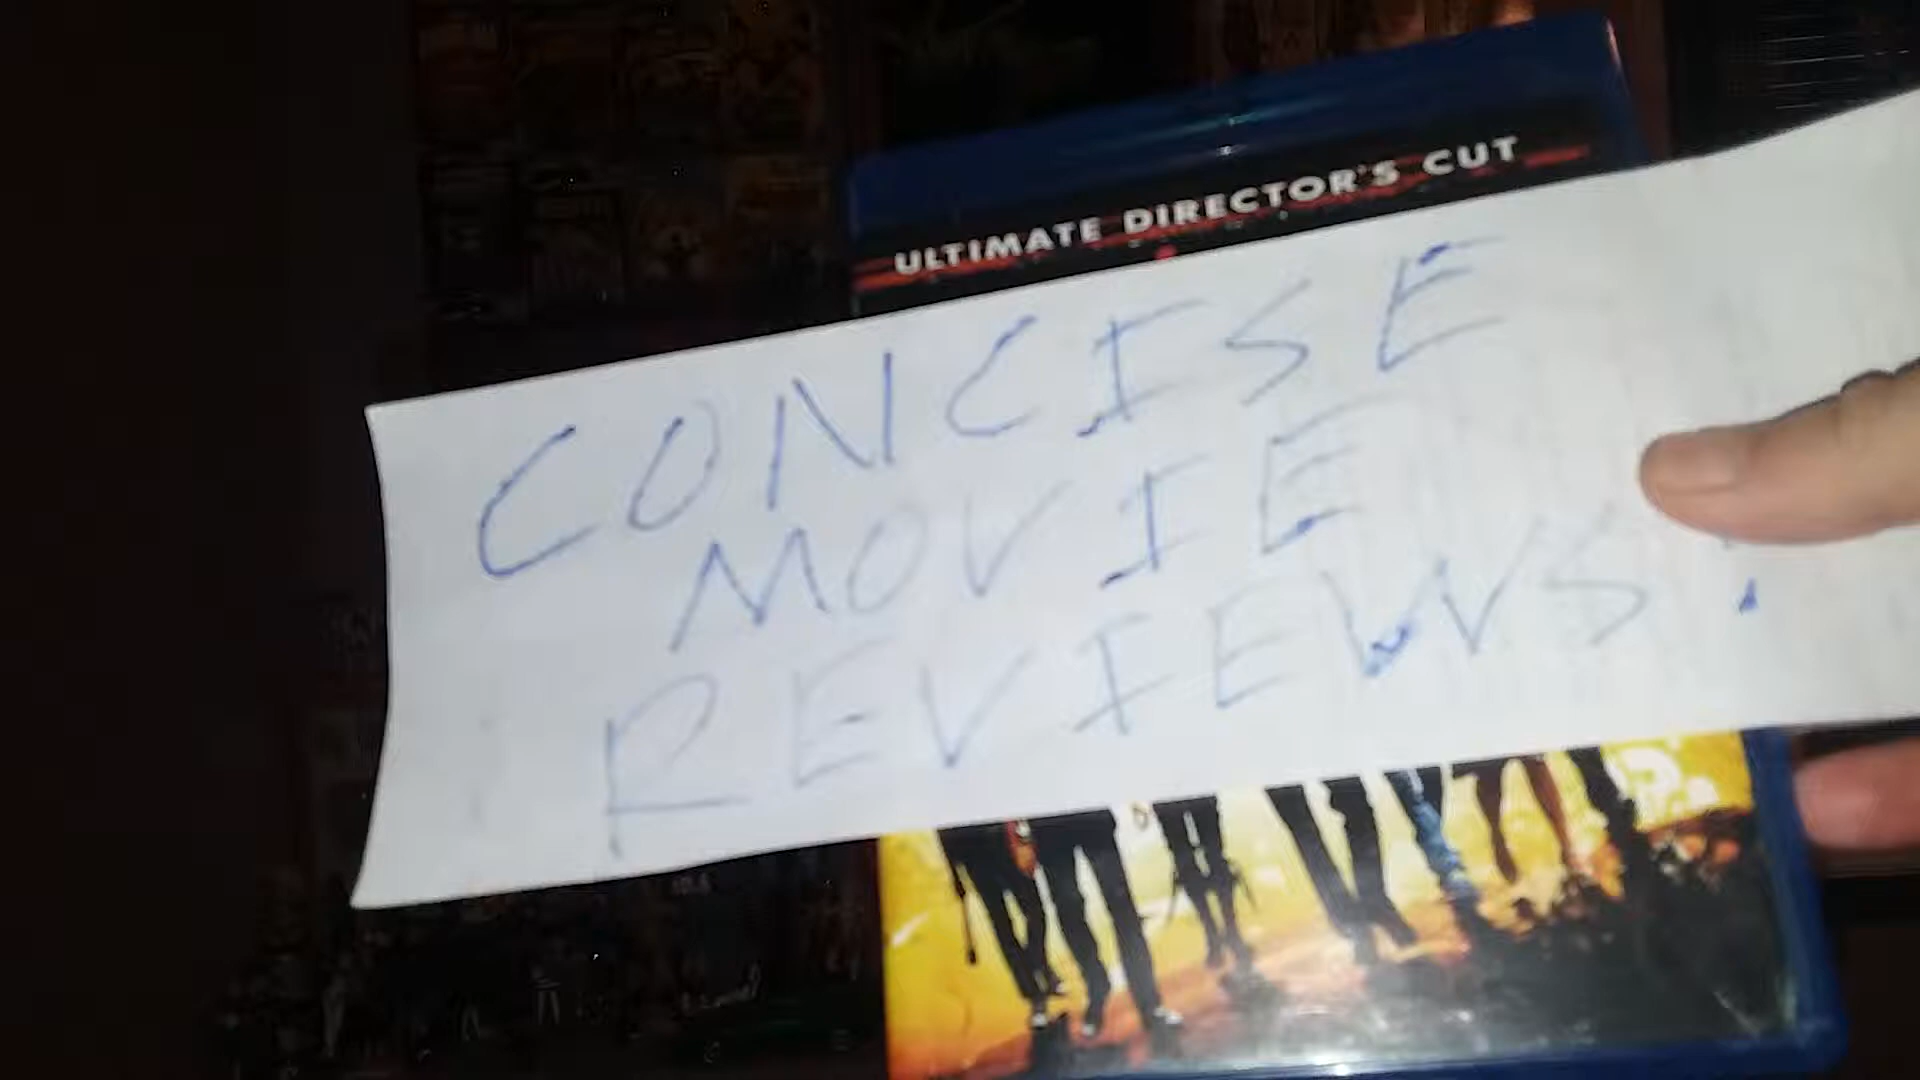 ULTIMATE DIRECTOR'S CUT
CONCISE
MOVIE
REVIEWS.